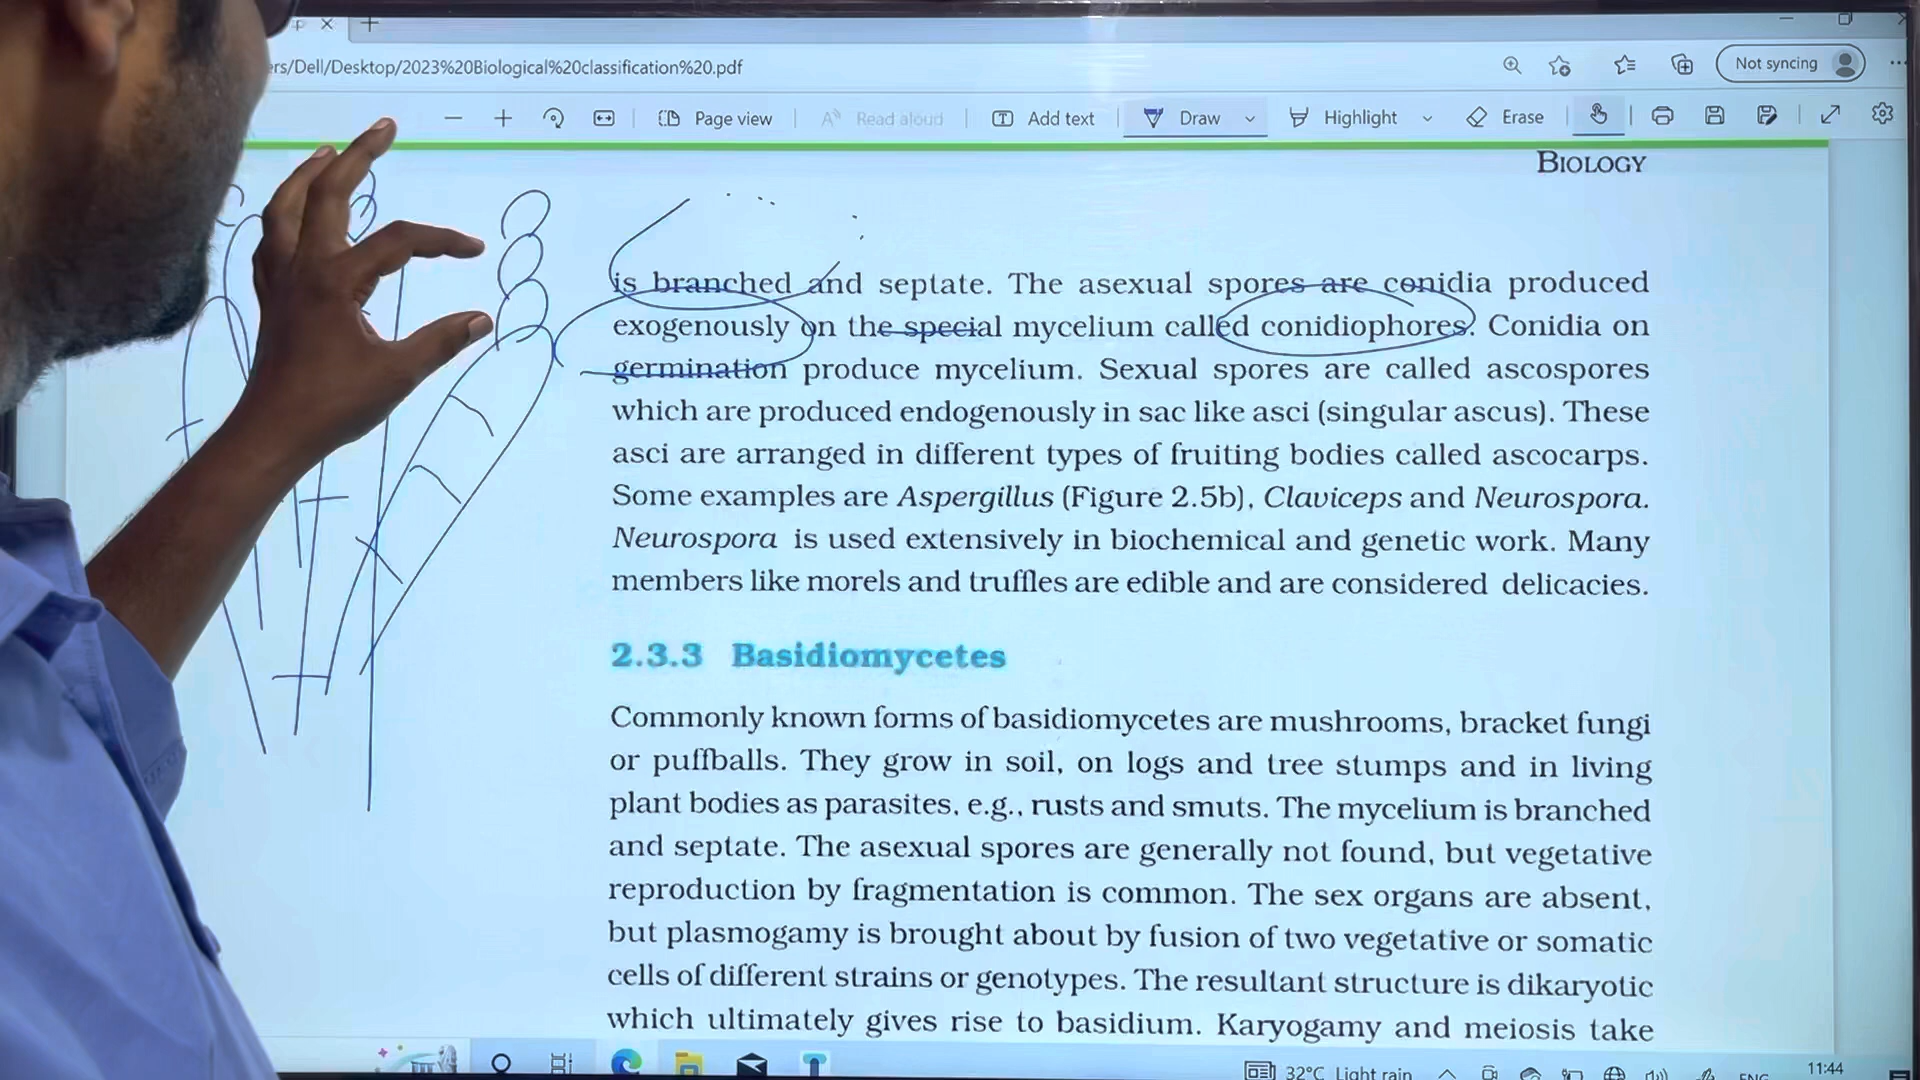 ers/Dell/Desktop/2023%20Biological%20classification%20.pdf
Not syncing
Page view
Read aloud
Add text
Draw
Highlight
Erase
BIOLOGY
is branched and septate. The asexual spores are conidia produced
exogenously on the special mycelium called conidiophores. Conidia on
germination produce mycelium. Sexual spores are called ascospores
which are produced endogenously in sac like asci (singular ascus). These
asci are arranged in different types of fruiting bodies called ascocarps.
Some examples are Aspergillus (Figure 2.5b), Claviceps and Neurospora.
Neurospora is used extensively in biochemical and genetic work. Many
members like morels and truffles are edible and are considered delicacies.
2.3.3 Basidiomycetes
Commonly known forms of basidiomycetes are mushrooms, bracket fungi
or puffballs. They grow in soil, on logs and tree stumps and in living
plant bodies as parasites, e.g., rusts and smuts. The mycelium is branched
and septate. The asexual spores are generally not found, but vegetative
reproduction by fragmentation is common. The sex organs are absent,
but plasmogamy is brought about by fusion of two vegetative or somatic
cells of different strains or genotypes. The resultant structure is dikaryotic
which ultimately gives rise to basidium. Karyogamy and meiosis take
32°C Light rain
ENG
11:44